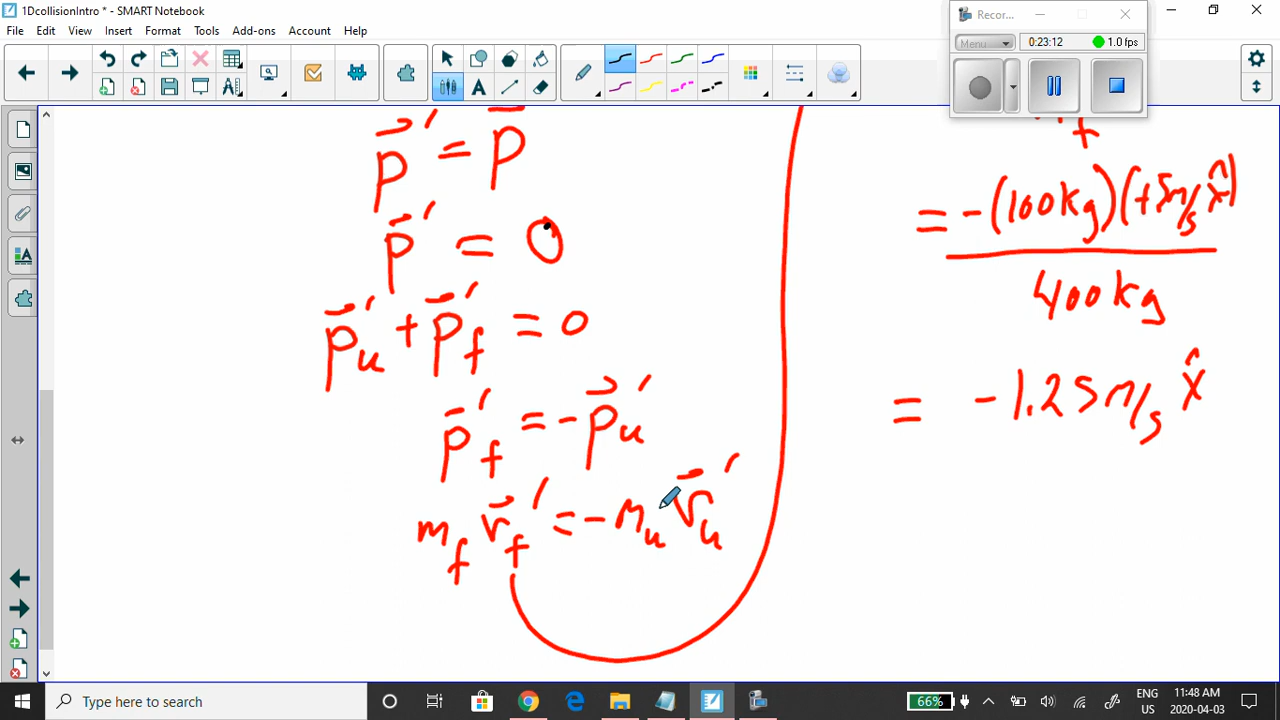 1DcollisionIntro * - SMART Notebook
File Edit View Insert Format Tools Add-ons Account Help
Recor...
Menu 0:23:12 1.0 fps
p⃗′ = p⃗
p⃗′ = 0
p⃗u′ + p⃗f′ = 0
p⃗f′ = -p⃗u′
mf v⃗f′ = -mu v⃗u′
f
= -(100kg)(+5m/s x̂)
400kg
= -1.25m/s x̂
Type here to search
66%
ENG
US
11:48 AM
2020-04-03